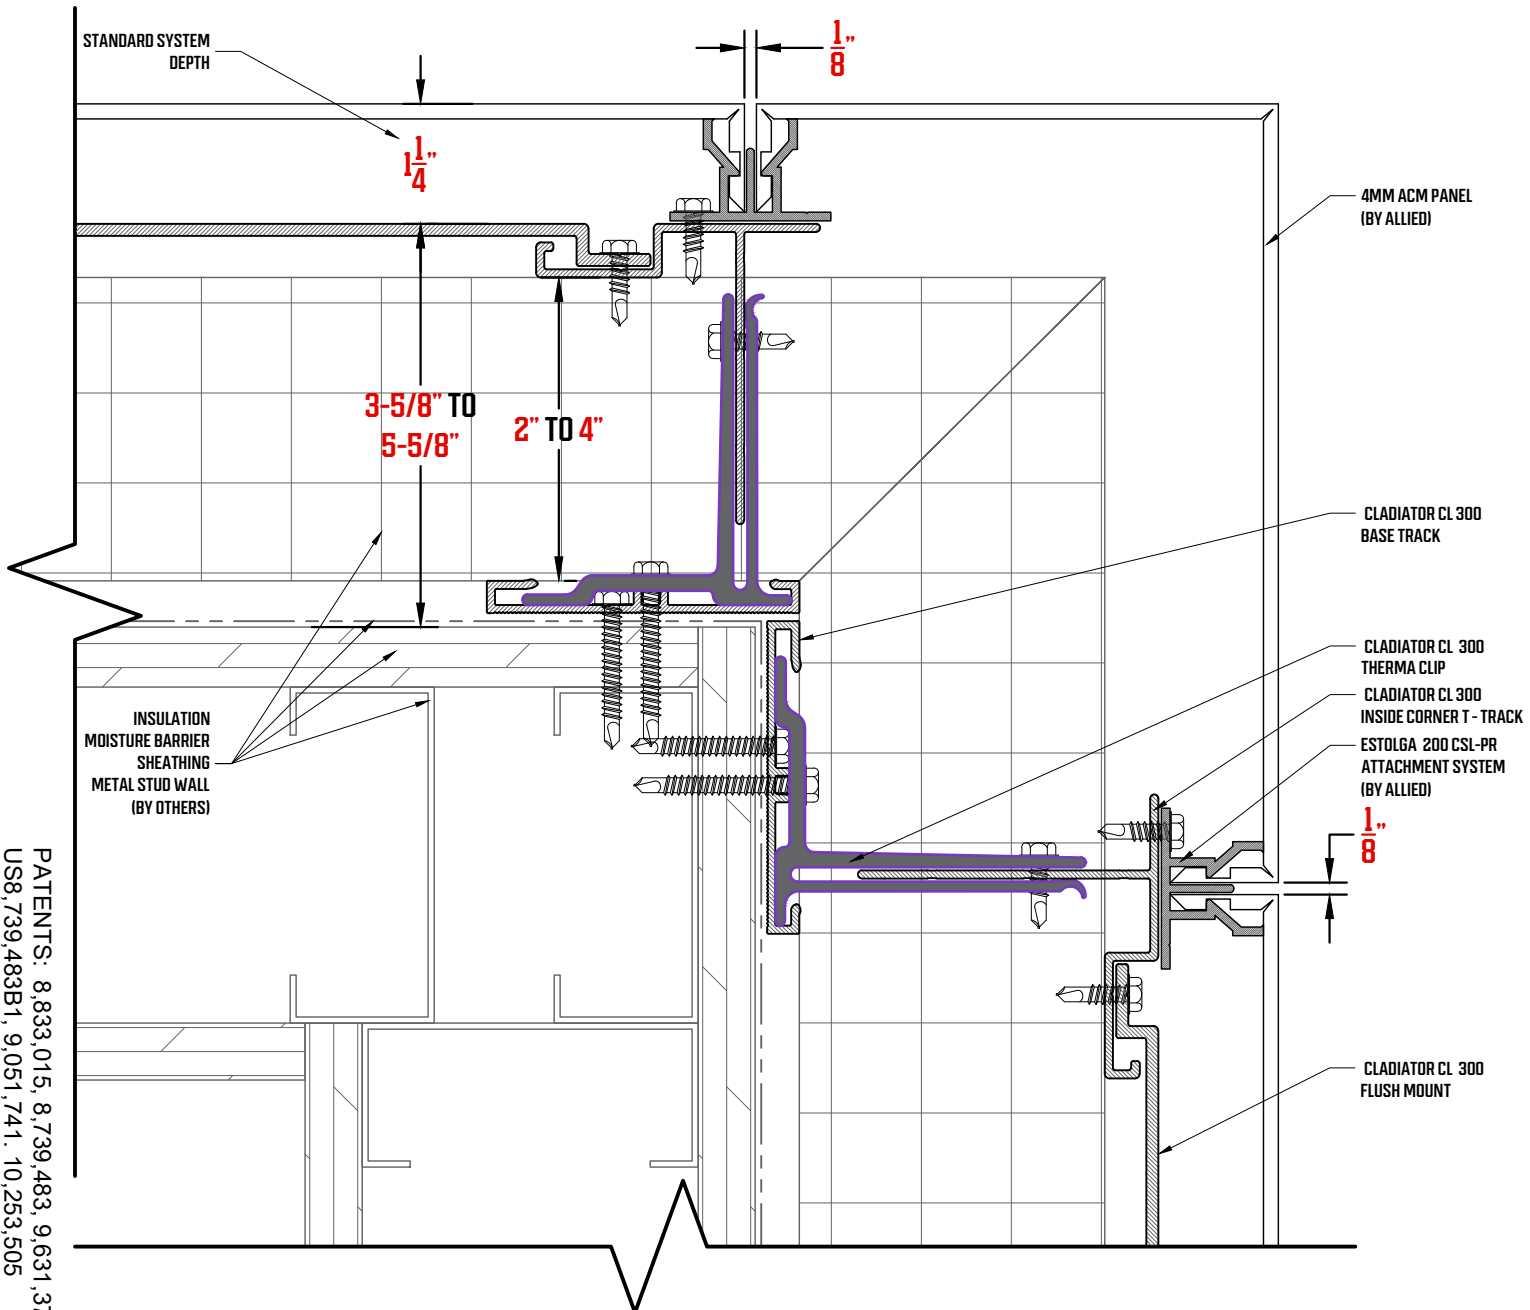 STANDARD SYSTEM
DEPTH
1/8"
1 1/4"
4MM ACM PANEL
(BY ALLIED)
3-5/8" TO
5-5/8"
2" TO 4"
CLADIATOR CL 300
BASE TRACK
CLADIATOR CL 300
THERMA CLIP
CLADIATOR CL 300
INSIDE CORNER T - TRACK
ESTOLGA 200 CSL-PR
ATTACHMENT SYSTEM
(BY ALLIED)
1/8"
INSULATION
MOISTURE BARRIER
SHEATHING
METAL STUD WALL
(BY OTHERS)
CLADIATOR CL 300
FLUSH MOUNT
PATENTS: 8,833,015, 8,739,483, 9,631,37
US8,739,483B1, 9,051,741. 10,253,505